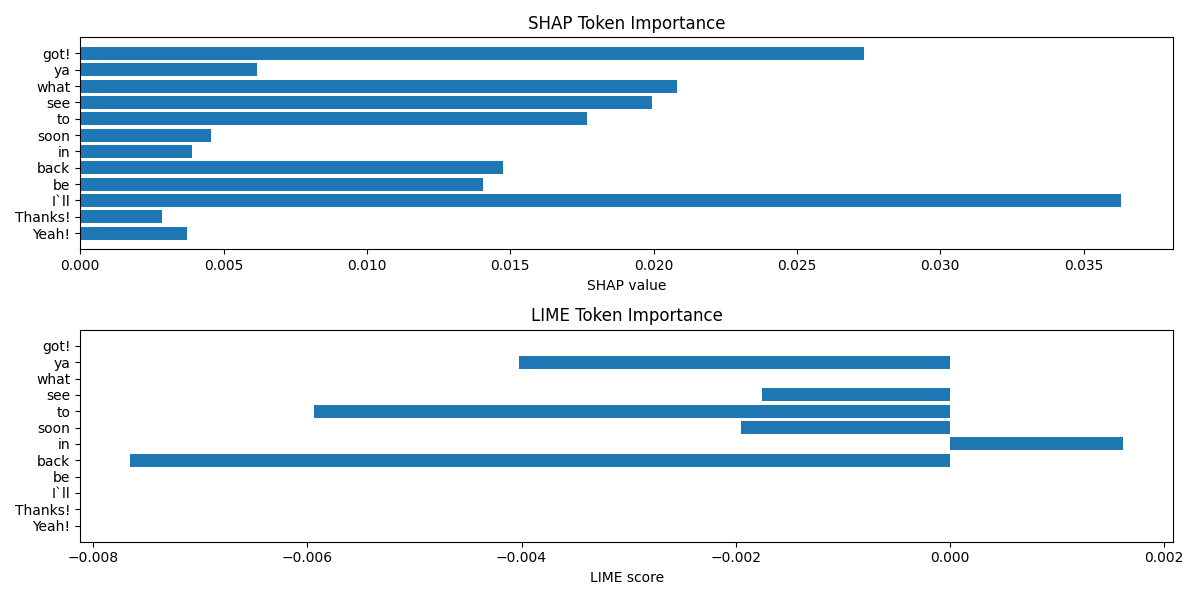 SHAP Token Importance
got!
ya
what
see
to
soon
in
back
be
I`ll
Thanks!
Yeah!
0.000 0.005 0.010 0.015 0.020 0.025 0.030 0.035
SHAP value
LIME Token Importance
got!
ya
what
see
to
soon
in
back
be
I`ll
Thanks!
Yeah!
−0.008 −0.006 −0.004 −0.002 0.000 0.002
LIME score